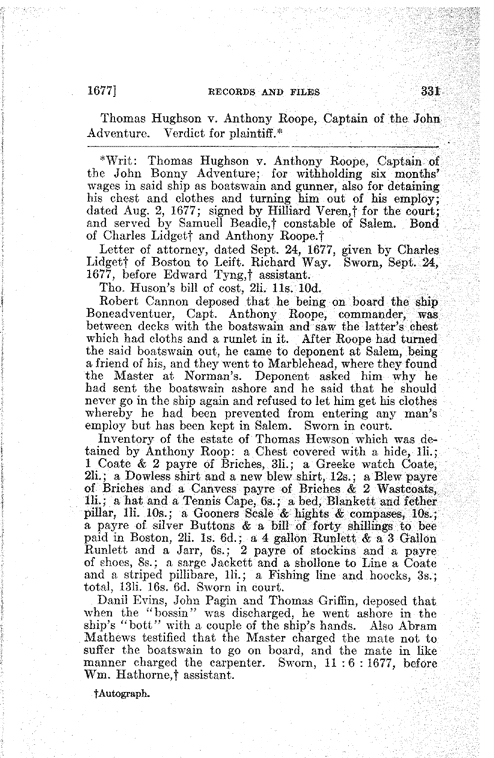 1677] RECORDS AND FILES 331
Thomas Hughson v. Anthony Roope, Captain of the John
Adventure. Verdict for plaintiff.*
*Writ: Thomas Hughson v. Anthony Roope, Captain of
the John Bonny Adventure; for withholding six months'
wages in said ship as boatswain and gunner, also for detaining
his chest and clothes and turning him out of his employ;
dated Aug. 2, 1677; signed by Hilliard Veren,† for the court;
and served by Samuell Beadle,† constable of Salem. Bond
of Charles Lidget† and Anthony Roope.†
Letter of attorney, dated Sept. 24, 1677, given by Charles
Lidget† of Boston to Leift. Richard Way. Sworn, Sept. 24,
1677, before Edward Tyng,† assistant.
Tho. Huson's bill of cost, 2li. 11s. 10d.
Robert Cannon deposed that he being on board the ship
Boneadventuer, Capt. Anthony Roope, commander, was
between decks with the boatswain and saw the latter's chest
which had cloths and a runlet in it. After Roope had turned
the said boatswain out, he came to deponent at Salem, being
a friend of his, and they went to Marblehead, where they found
the Master at Norman's. Deponent asked him why he
had sent the boatswain ashore and he said that he should
never go in the ship again and refused to let him get his clothes
whereby he had been prevented from entering any man's
employ but has been kept in Salem. Sworn in court.
Inventory of the estate of Thomas Hewson which was de-
tained by Anthony Roop: a Chest covered with a hide, 1li.;
1 Coate & 2 payre of Briches, 3li.; a Greeke watch Coate,
2li.; a Dowless shirt and a new blew shirt, 12s.; a Blew payre
of Briches and a Canvess payre of Briches & 2 Wastcoats,
1li.; a hat and a Tennis Cape, 6s.; a bed, Blankett and fether
pillar, 1li. 10s.; a Gooners Scale & hights & compases, 10s.;
a payre of silver Buttons & a bill of forty shillings to bee
paid in Boston, 2li. 1s. 6d.; a 4 gallon Runlett & a 3 Gallon
Runlett and a Jarr, 6s.; 2 payre of stockins and a payre
of shoes, 8s.; a sarge Jackett and a shollone to Line a Coate
and a striped pillibare, 1li.; a Fishing line and hoocks, 3s.;
total, 13li. 16s. 6d. Sworn in court.
Danil Evins, John Pagin and Thomas Griffin, deposed that
when the "bossin" was discharged, he went ashore in the
ship's "bott" with a couple of the ship's hands. Also Abram
Mathews testified that the Master charged the mate not to
suffer the boatswain to go on board, and the mate in like
manner charged the carpenter. Sworn, 11 : 6 : 1677, before
Wm. Hathorne,† assistant.
†Autograph.